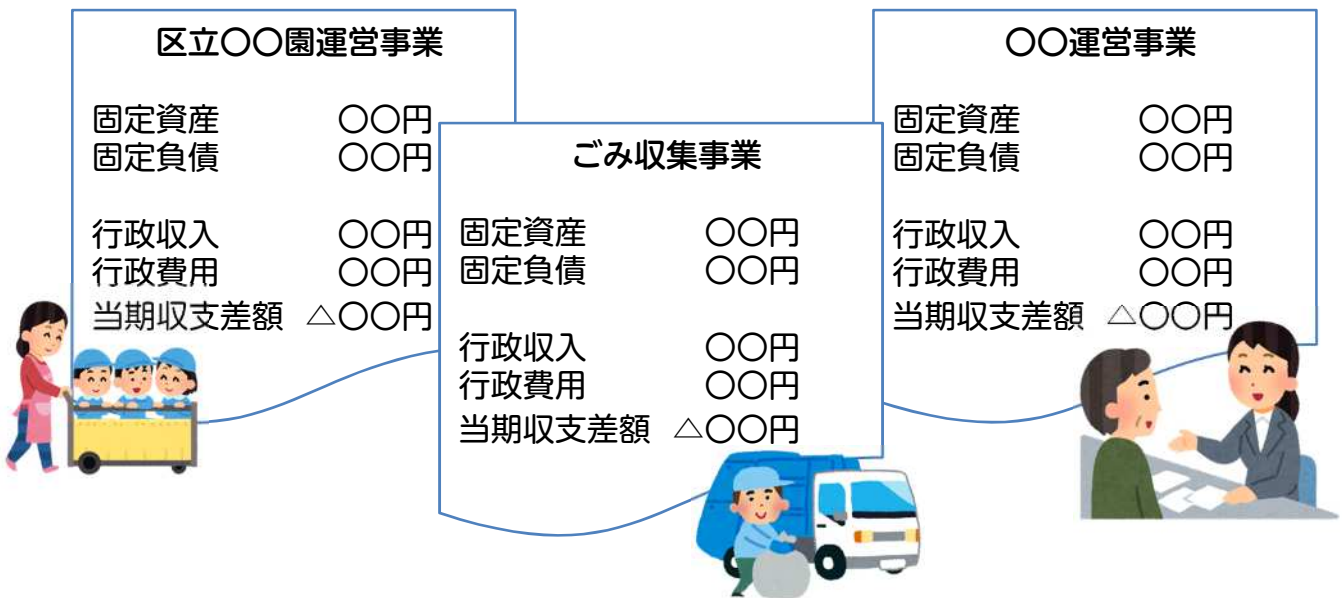 区立〇〇園運営事業
固定資産 〇〇円
固定負債 〇〇円
行政収入 〇〇円
行政費用 〇〇円
当期収支差額 △〇〇円
ごみ収集事業
固定資産 〇〇円
固定負債 〇〇円
行政収入 〇〇円
行政費用 〇〇円
当期収支差額 △〇〇円
〇〇運営事業
固定資産 〇〇円
固定負債 〇〇円
行政収入 〇〇円
行政費用 〇〇円
当期収支差額 △〇〇円